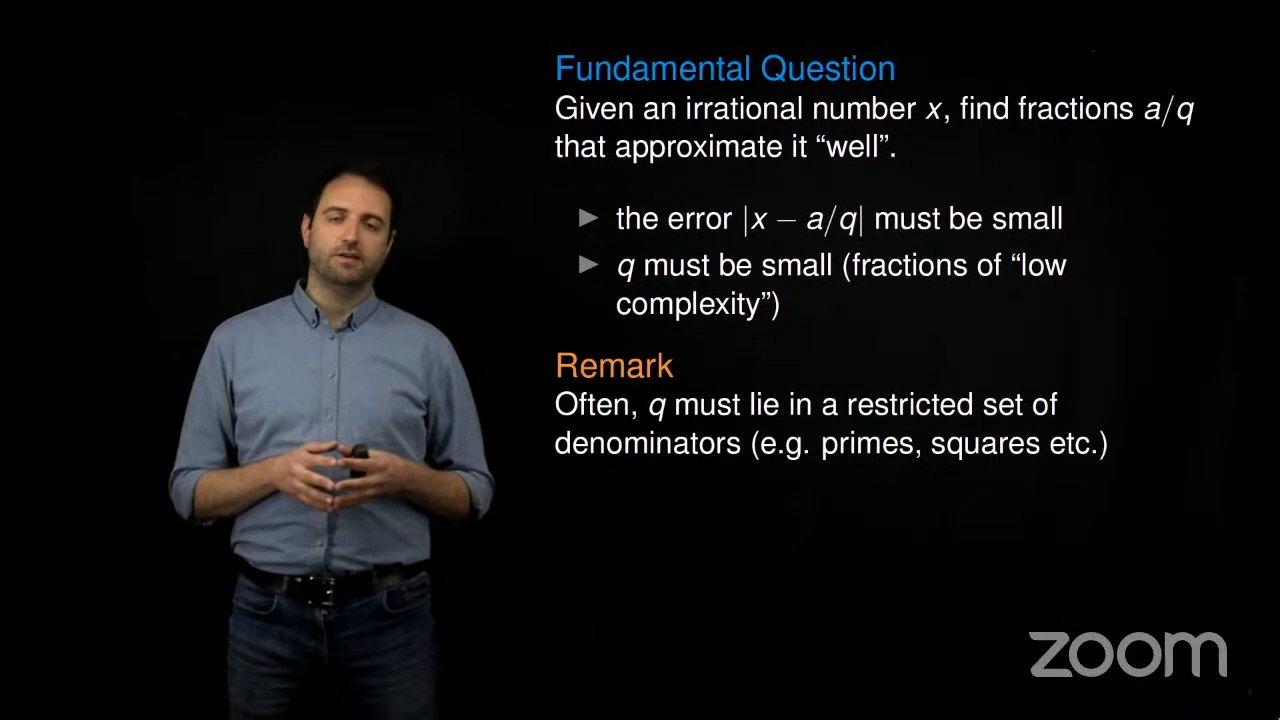 Fundamental Question
Given an irrational number x, find fractions a/q
that approximate it “well”.
▶ the error |x − a/q| must be small
▶ q must be small (fractions of “low
complexity”)
Remark
Often, q must lie in a restricted set of
denominators (e.g. primes, squares etc.)
zoom